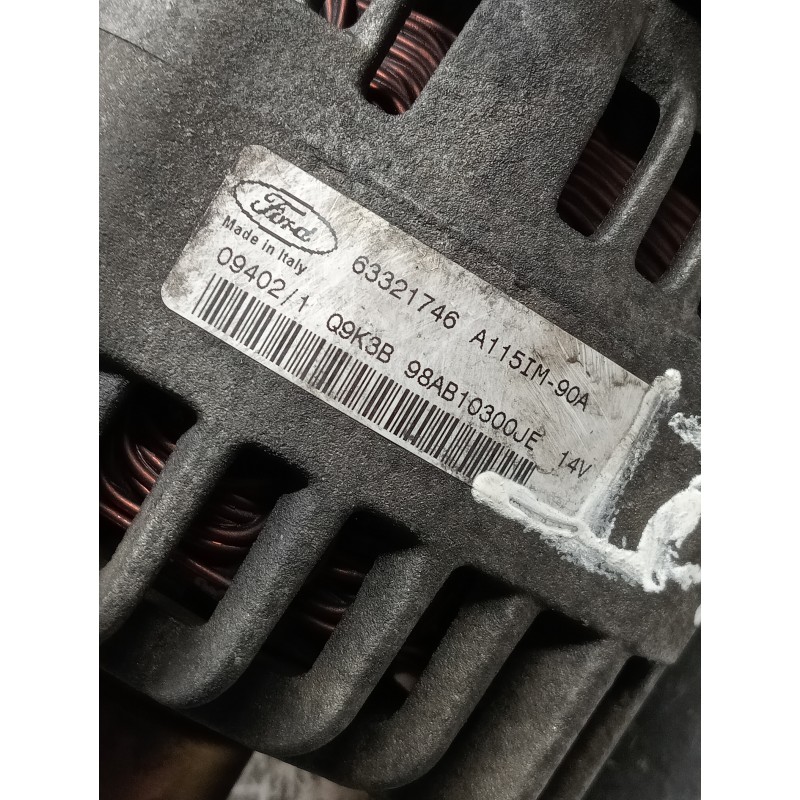 Ford
Made in Italy
63321746 A115IM-90A
09402/1 Q9K3B 98AB10300JE 14V